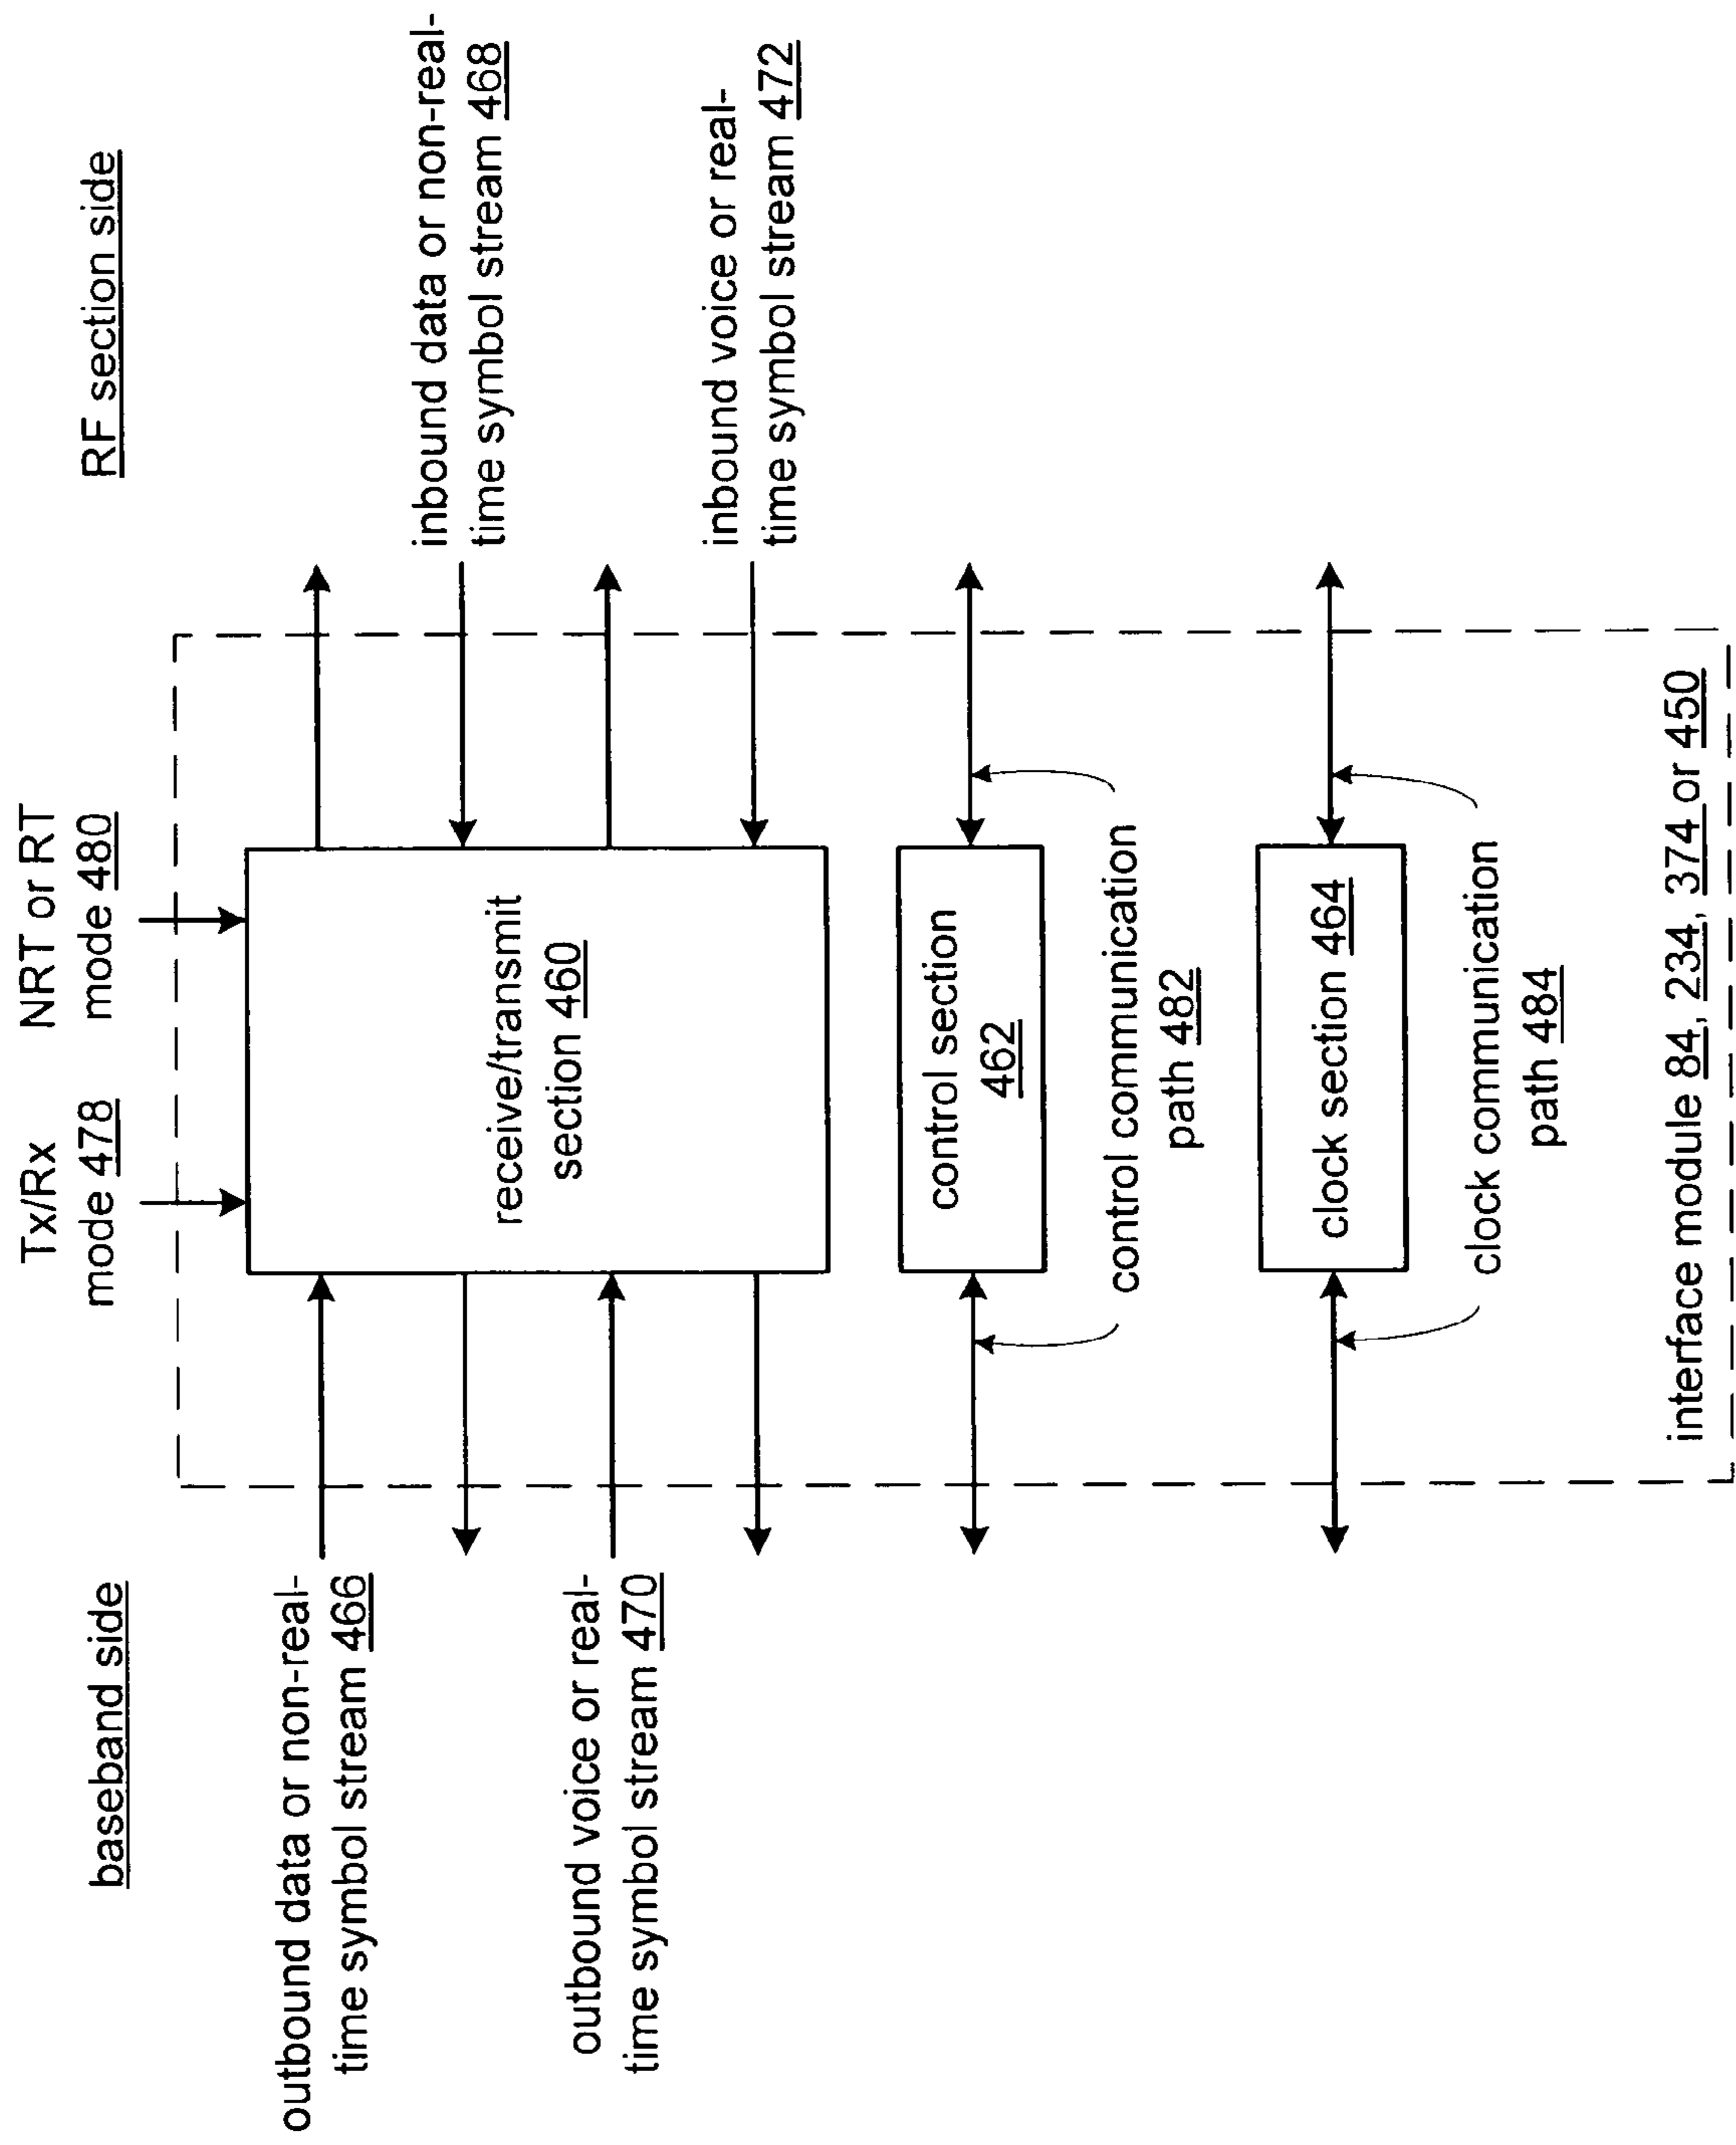 baseband side
RF section side
Tx/Rx
mode 478
NRT or RT
mode 480
outbound data or non-real-
time symbol stream 466
outbound voice or real-
time symbol stream 470
receive/transmit
section 460
inbound data or non-real-
time symbol stream 468
inbound voice or real-
time symbol stream 472
control section
462
control communication
path 482
clock section 464
clock communication
path 484
interface module 84, 234, 374 or 450